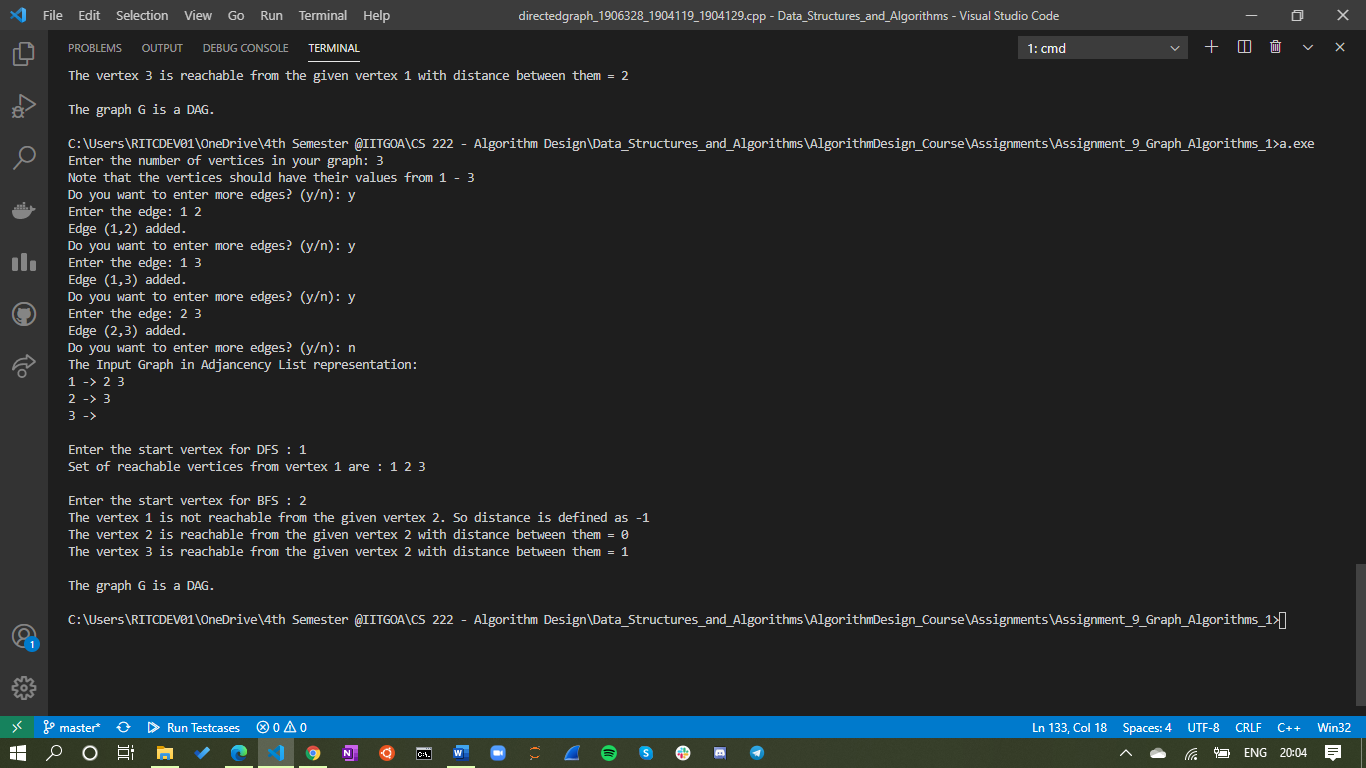 File Edit Selection View Go Run Terminal Help directedgraph_1906328_1904119_1904129.cpp - Data_Structures_and_Algorithms - Visual Studio Code
PROBLEMS OUTPUT DEBUG CONSOLE TERMINAL 1: cmd
The vertex 3 is reachable from the given vertex 1 with distance between them = 2
The graph G is a DAG.
C:\Users\RITCDEV01\OneDrive\4th Semester @IITGOA\CS 222 - Algorithm Design\Data_Structures_and_Algorithms\AlgorithmDesign_Course\Assignments\Assignment_9_Graph_Algorithms_1>a.exe
Enter the number of vertices in your graph: 3
Note that the vertices should have their values from 1 - 3
Do you want to enter more edges? (y/n): y
Enter the edge: 1 2
Edge (1,2) added.
Do you want to enter more edges? (y/n): y
Enter the edge: 1 3
Edge (1,3) added.
Do you want to enter more edges? (y/n): y
Enter the edge: 2 3
Edge (2,3) added.
Do you want to enter more edges? (y/n): n
The Input Graph in Adjancency List representation:
1 -> 2 3
2 -> 3
3 ->
Enter the start vertex for DFS : 1
Set of reachable vertices from vertex 1 are : 1 2 3
Enter the start vertex for BFS : 2
The vertex 1 is not reachable from the given vertex 2. So distance is defined as -1
The vertex 2 is reachable from the given vertex 2 with distance between them = 0
The vertex 3 is reachable from the given vertex 2 with distance between them = 1
The graph G is a DAG.
C:\Users\RITCDEV01\OneDrive\4th Semester @IITGOA\CS 222 - Algorithm Design\Data_Structures_and_Algorithms\AlgorithmDesign_Course\Assignments\Assignment_9_Graph_Algorithms_1>
1
master* Run Testcases 0 0 Ln 133, Col 18 Spaces: 4 UTF-8 CRLF C++ Win32
ENG 20:04